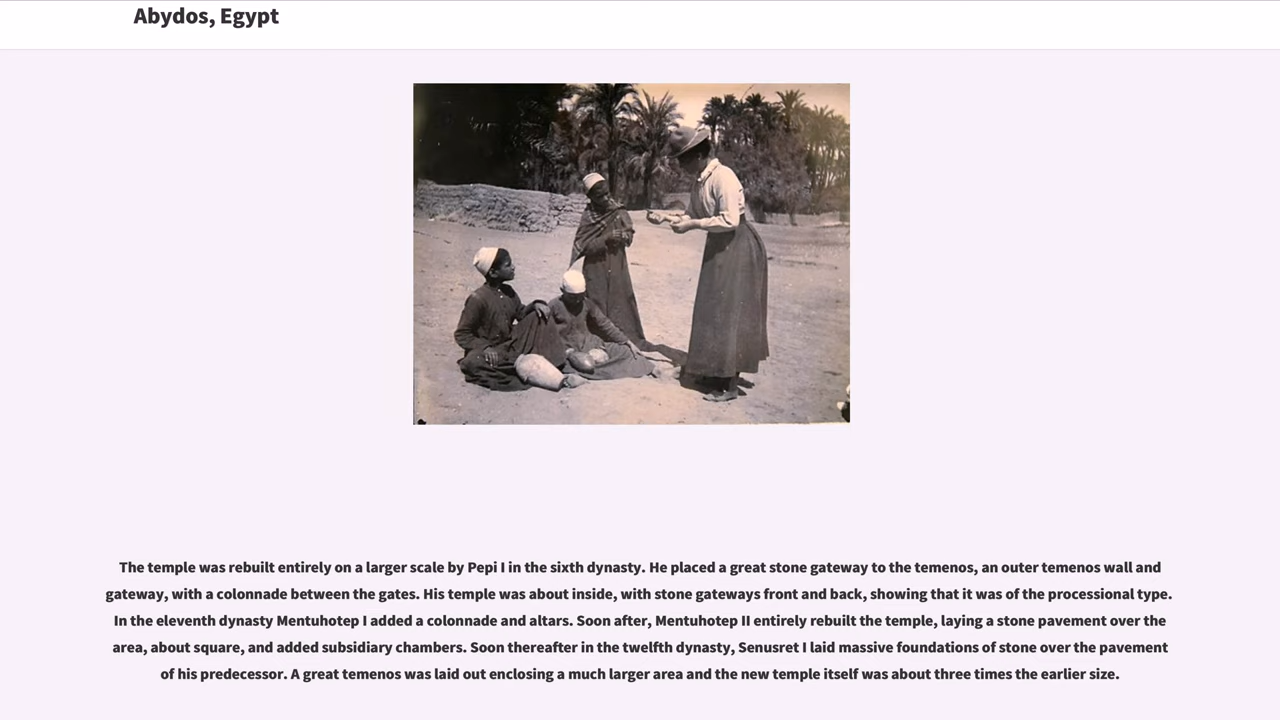 Abydos, Egypt
The temple was rebuilt entirely on a larger scale by Pepi I in the sixth dynasty. He placed a great stone gateway to the temenos, an outer temenos wall and
gateway, with a colonnade between the gates. His temple was about inside, with stone gateways front and back, showing that it was of the processional type.
In the eleventh dynasty Mentuhotep I added a colonnade and altars. Soon after, Mentuhotep II entirely rebuilt the temple, laying a stone pavement over the
area, about square, and added subsidiary chambers. Soon thereafter in the twelfth dynasty, Senusret I laid massive foundations of stone over the pavement
of his predecessor. A great temenos was laid out enclosing a much larger area and the new temple itself was about three times the earlier size.